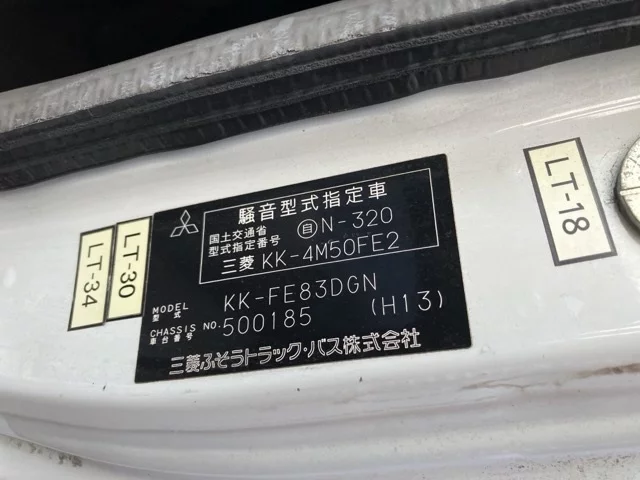 騒音型式指定車
国土交通省
型式指定番号
自 N-320
三菱 KK-4M50FE2
MODEL
型式
KK-FE83DGN
CHASSIS NO.
車台番号
500185 (H13)
三菱ふそうトラック・バス株式会社
LT-34
LT-30
LT-18